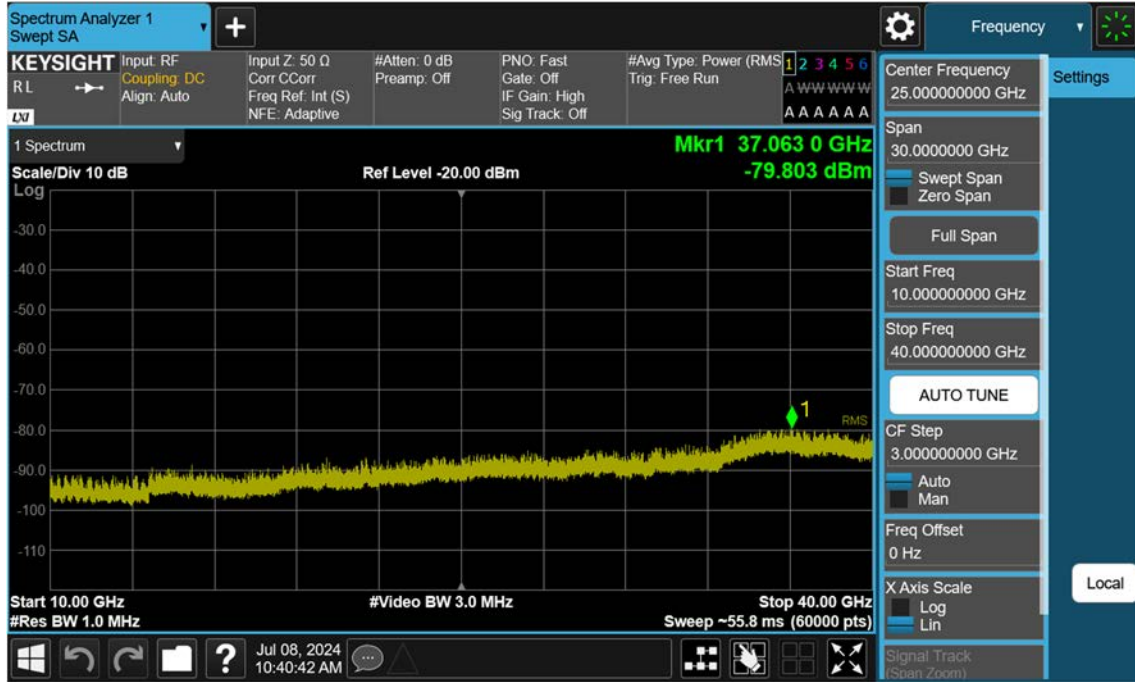 Spectrum Analyzer 1
Swept SA
Frequency
KEYSIGHT
R L
LXI
Input: RF
Coupling: DC
Align: Auto
Input Z: 50 Ω
Corr CCorr
Freq Ref: Int (S)
NFE: Adaptive
#Atten: 0 dB
Preamp: Off
PNO: Fast
Gate: Off
IF Gain: High
Sig Track: Off
#Avg Type: Power (RMS
Trig: Free Run
1 2 3 4 5 6
A W W W W W
A A A A A A
1 Spectrum
Scale/Div 10 dB
Ref Level -20.00 dBm
Mkr1 37.063 0 GHz
-79.803 dBm
Log
-30.0
-40.0
-50.0
-60.0
-70.0
-80.0
-90.0
-100
-110
1
RMS
Start 10.00 GHz
#Video BW 3.0 MHz
Stop 40.00 GHz
#Res BW 1.0 MHz
Sweep ~55.8 ms (60000 pts)
?
Jul 08, 2024
10:40:42 AM
Center Frequency
25.000000000 GHz
Settings
Span
30.0000000 GHz
Swept Span
Zero Span
Full Span
Start Freq
10.000000000 GHz
Stop Freq
40.000000000 GHz
AUTO TUNE
CF Step
3.000000000 GHz
Auto
Man
Freq Offset
0 Hz
X Axis Scale
Log
Lin
Local
Signal Track
(Span Zoom)